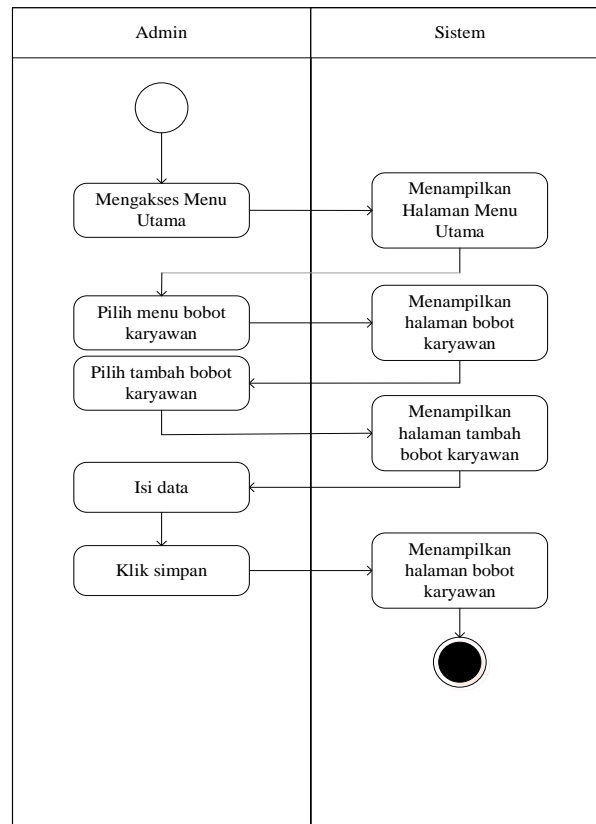 Admin
Sistem
Mengakses Menu
Utama
Menampilkan
Halaman Menu
Utama
Pilih menu bobot
karyawan
Menampilkan
halaman bobot
karyawan
Pilih tambah bobot
karyawan
Menampilkan
halaman tambah
bobot karyawan
Isi data
Klik simpan
Menampilkan
halaman bobot
karyawan